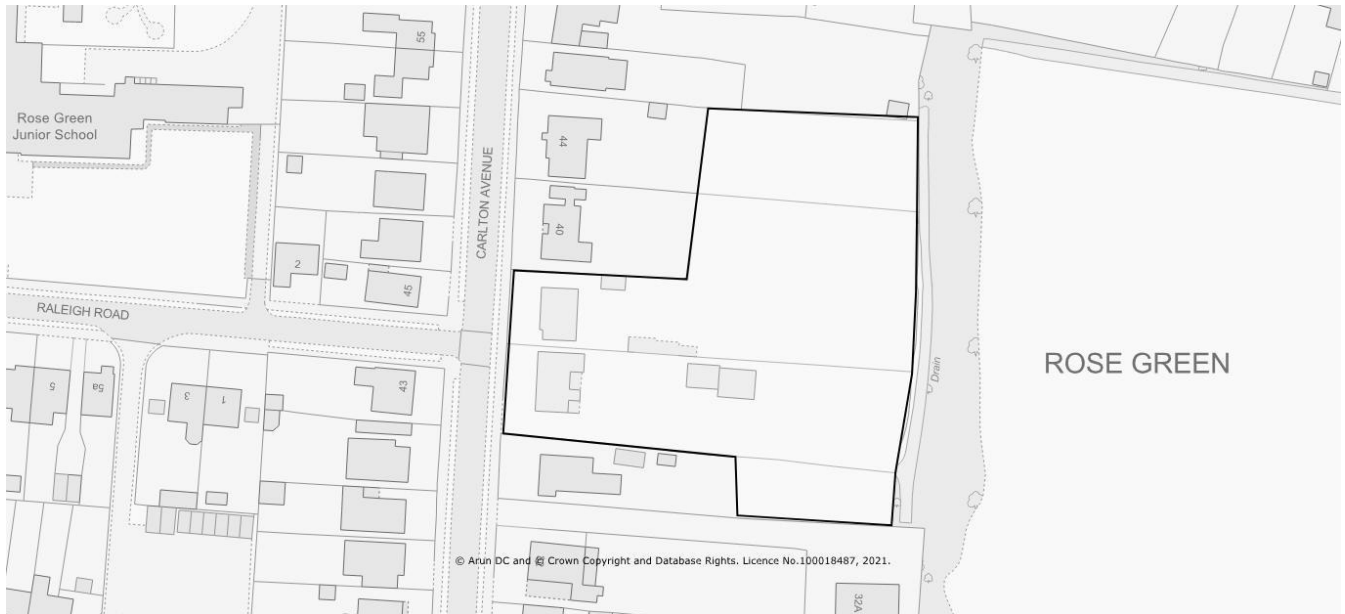 55
Rose Green
Junior School
44
CARLTON AVENUE
40
2
45
RALEIGH ROAD
Drain
ROSE GREEN
5
5a
3
1
43
© Arun DC and Crown Copyright and Database Rights. Licence No.100018487, 2021.
32A